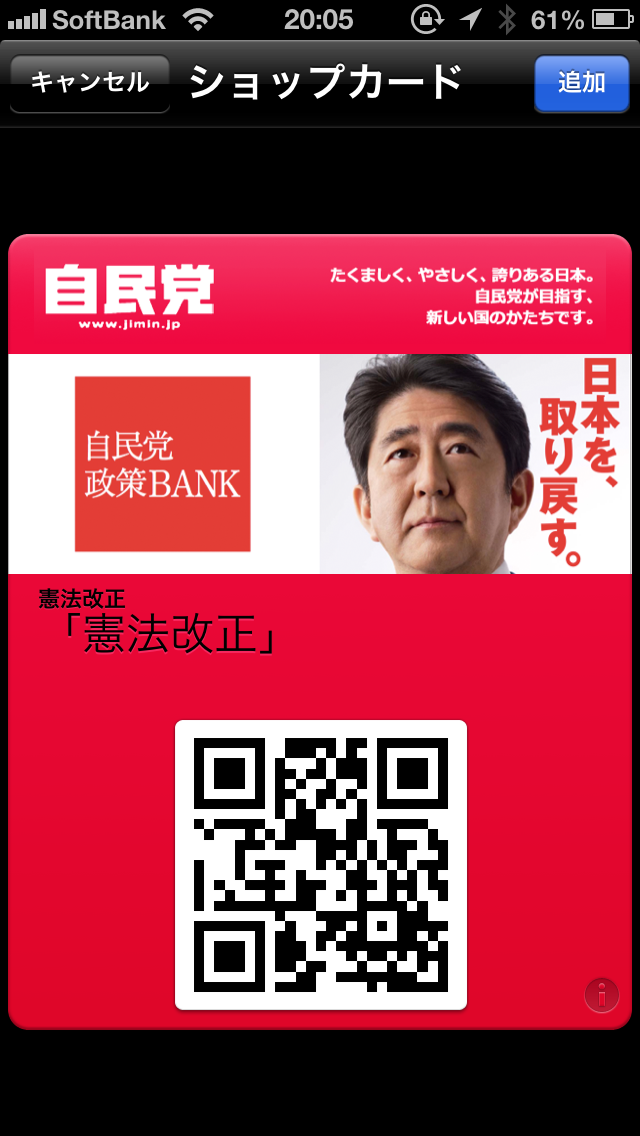 SoftBank 20:05 61%
キャンセル ショップカード 追加
自民党
www.jimin.jp
たくましく、やさしく、誇りある日本。
自民党が目指す、
新しい国のかたちです。
自民党
政策BANK
日本を、
取り戻す。
憲法改正
「憲法改正」
i